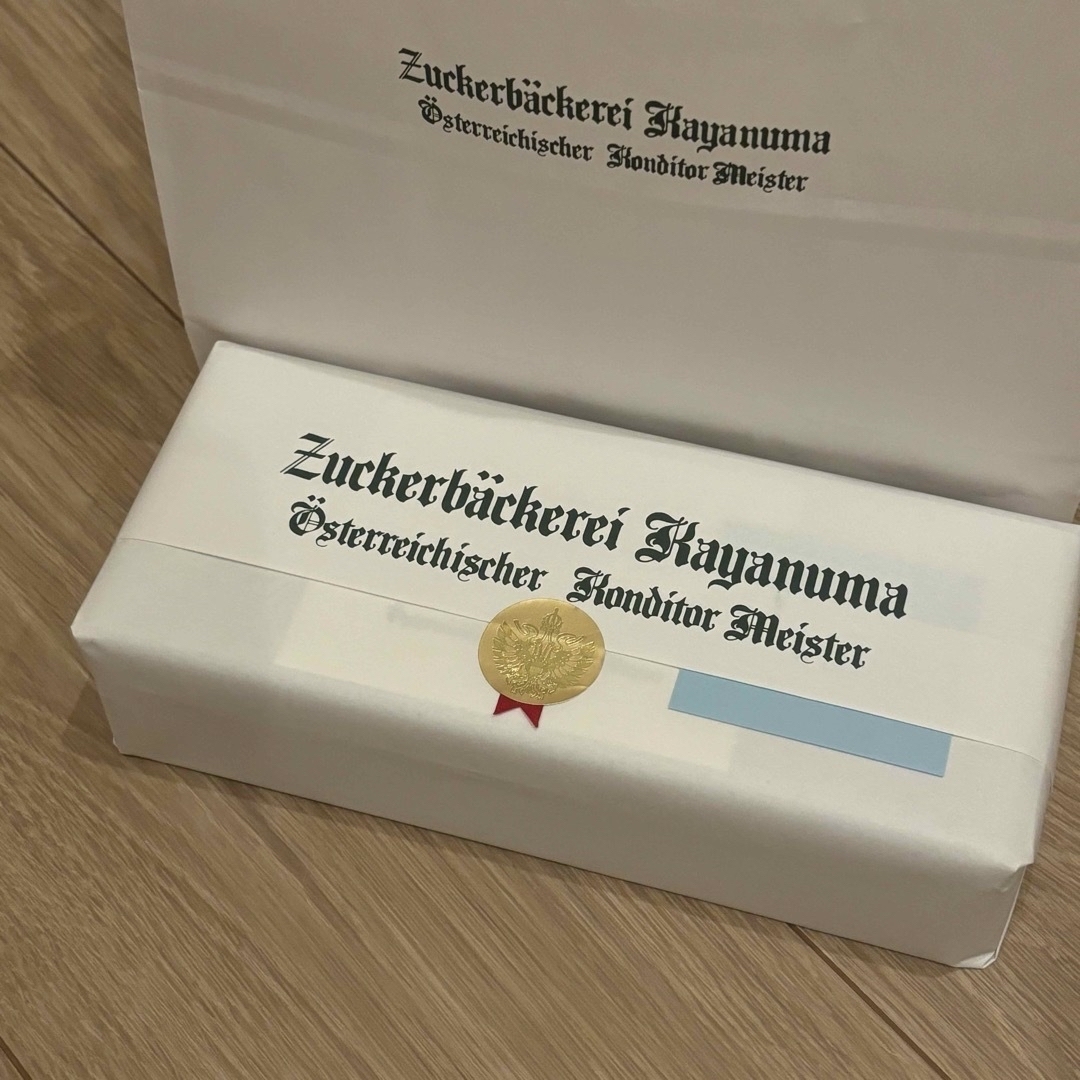 Zuckerbäckerei Kayanuma
Österreichischer Konditor Meister
Zuckerbäckerei Kayanuma
Österreichischer Konditor Meister